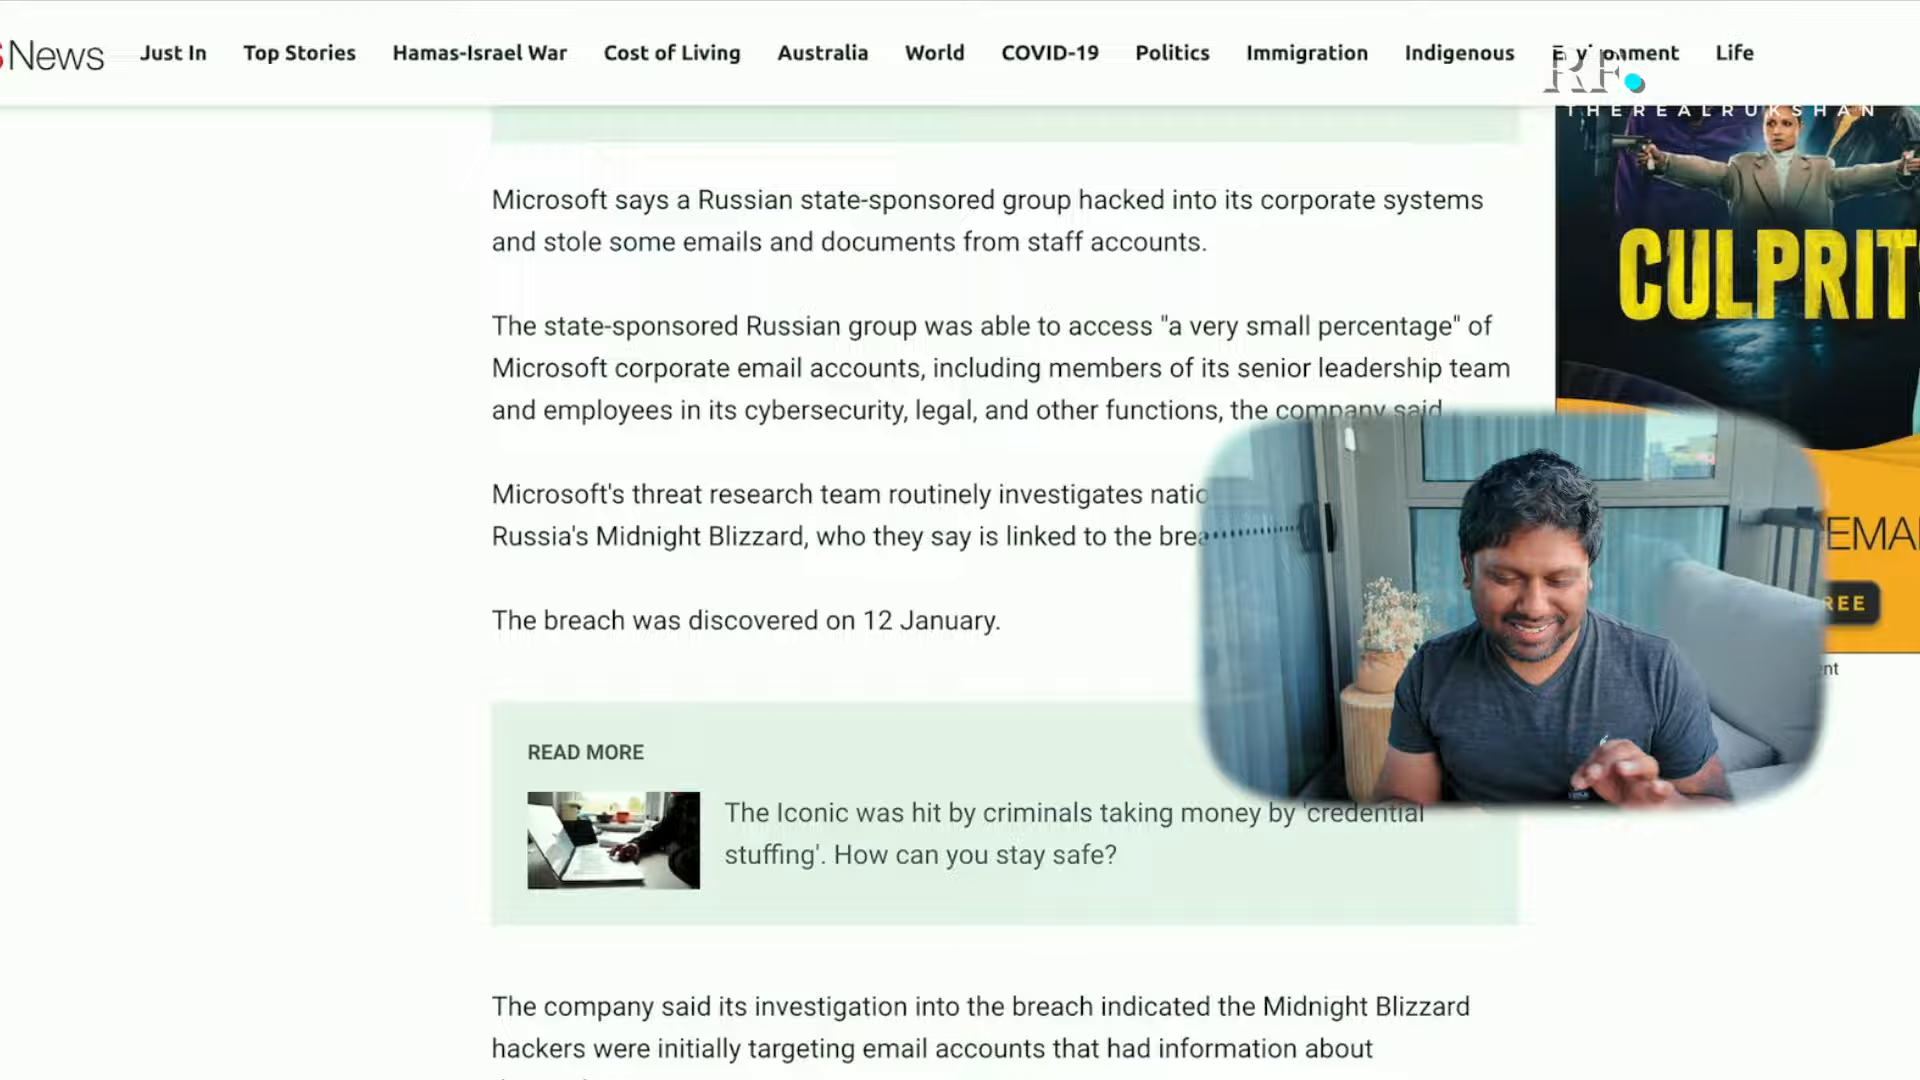 News Just In Top Stories Hamas-Israel War Cost of Living Australia World COVID-19 Politics Immigration Indigenous Environment Life
RF.
THEREALRUKSHAN
Microsoft says a Russian state-sponsored group hacked into its corporate systems
and stole some emails and documents from staff accounts.
The state-sponsored Russian group was able to access "a very small percentage" of
Microsoft corporate email accounts, including members of its senior leadership team
and employees in its cybersecurity, legal, and other functions, the company said
Microsoft's threat research team routinely investigates
Russia's Midnight Blizzard, who they say is linked to the
The breach was discovered on 12 January.
READ MORE
The Iconic was hit by criminals taking money by 'credential
stuffing'. How can you stay safe?
The company said its investigation into the breach indicated the Midnight Blizzard
hackers were initially targeting email accounts that had information about
CULPRIT